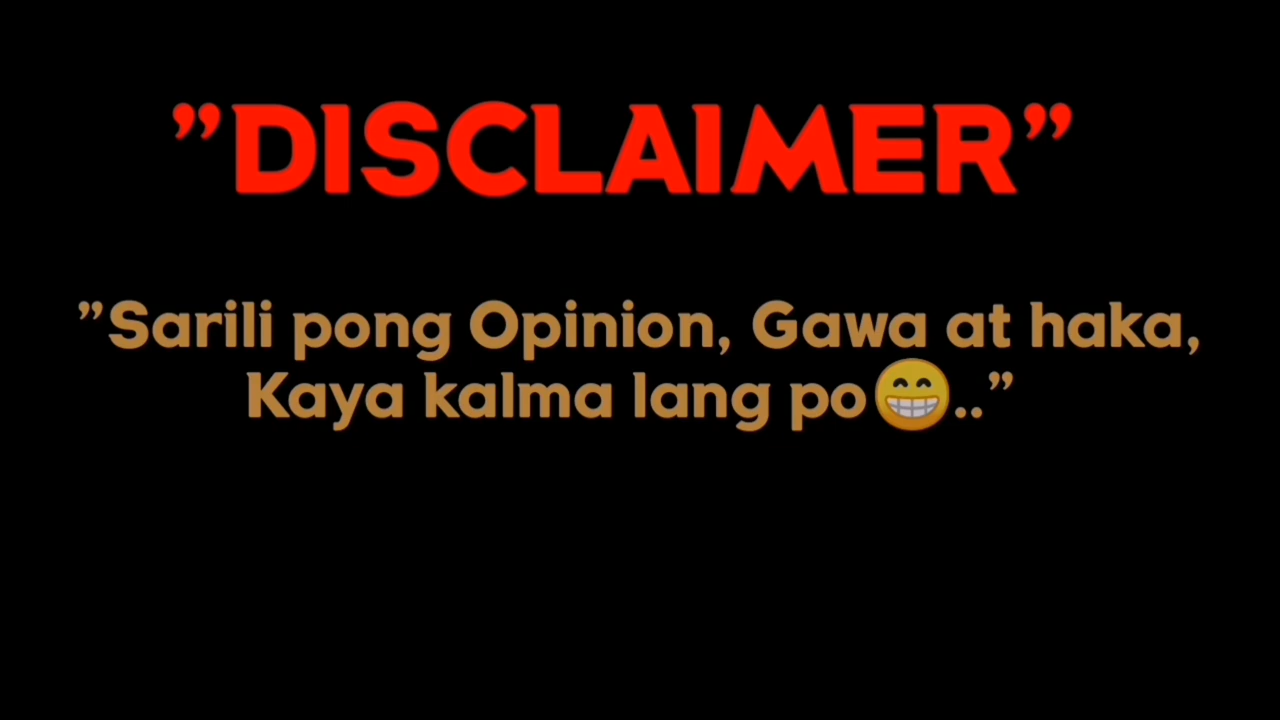 ”DISCLAIMER”
”Sarili pong Opinion, Gawa at haka,
Kaya kalma lang po😁..”